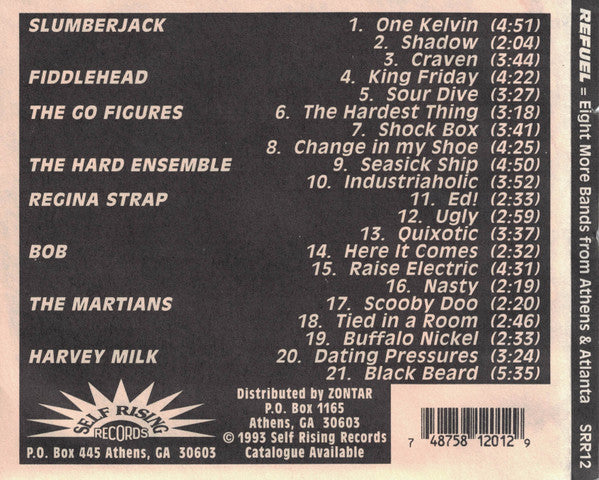 SLUMBERJACK 1. One Kelvin (4:51)
2. Shadow (2:04)
3. Craven (3:44)
FIDDLEHEAD 4. King Friday (4:22)
5. Sour Dive (3:27)
THE GO FIGURES 6. The Hardest Thing (3:18)
7. Shock Box (3:41)
8. Change in my Shoe (4:25)
THE HARD ENSEMBLE 9. Seasick Ship (4:50)
10. Industriaholic (3:52)
REGINA STRAP 11. Ed! (2:33)
12. Ugly (2:59)
13. Quixotic (3:37)
BOB 14. Here It Comes (2:32)
15. Raise Electric (4:31)
16. Nasty (2:19)
THE MARTIANS 17. Scooby Doo (2:20)
18. Tied in a Room (2:46)
19. Buffalo Nickel (2:33)
HARVEY MILK 20. Dating Pressures (3:24)
21. Black Beard (5:35)
SELF RISING
RECORDS
P.O. Box 445 Athens, GA 30603
Distributed by ZONTAR
P.O. Box 1165
Athens, GA 30603
© 1993 Self Rising Records
Catalogue Available
7 48758 12012 9
REFUEL = Eight More Bands from Athens & Atlanta SRR12